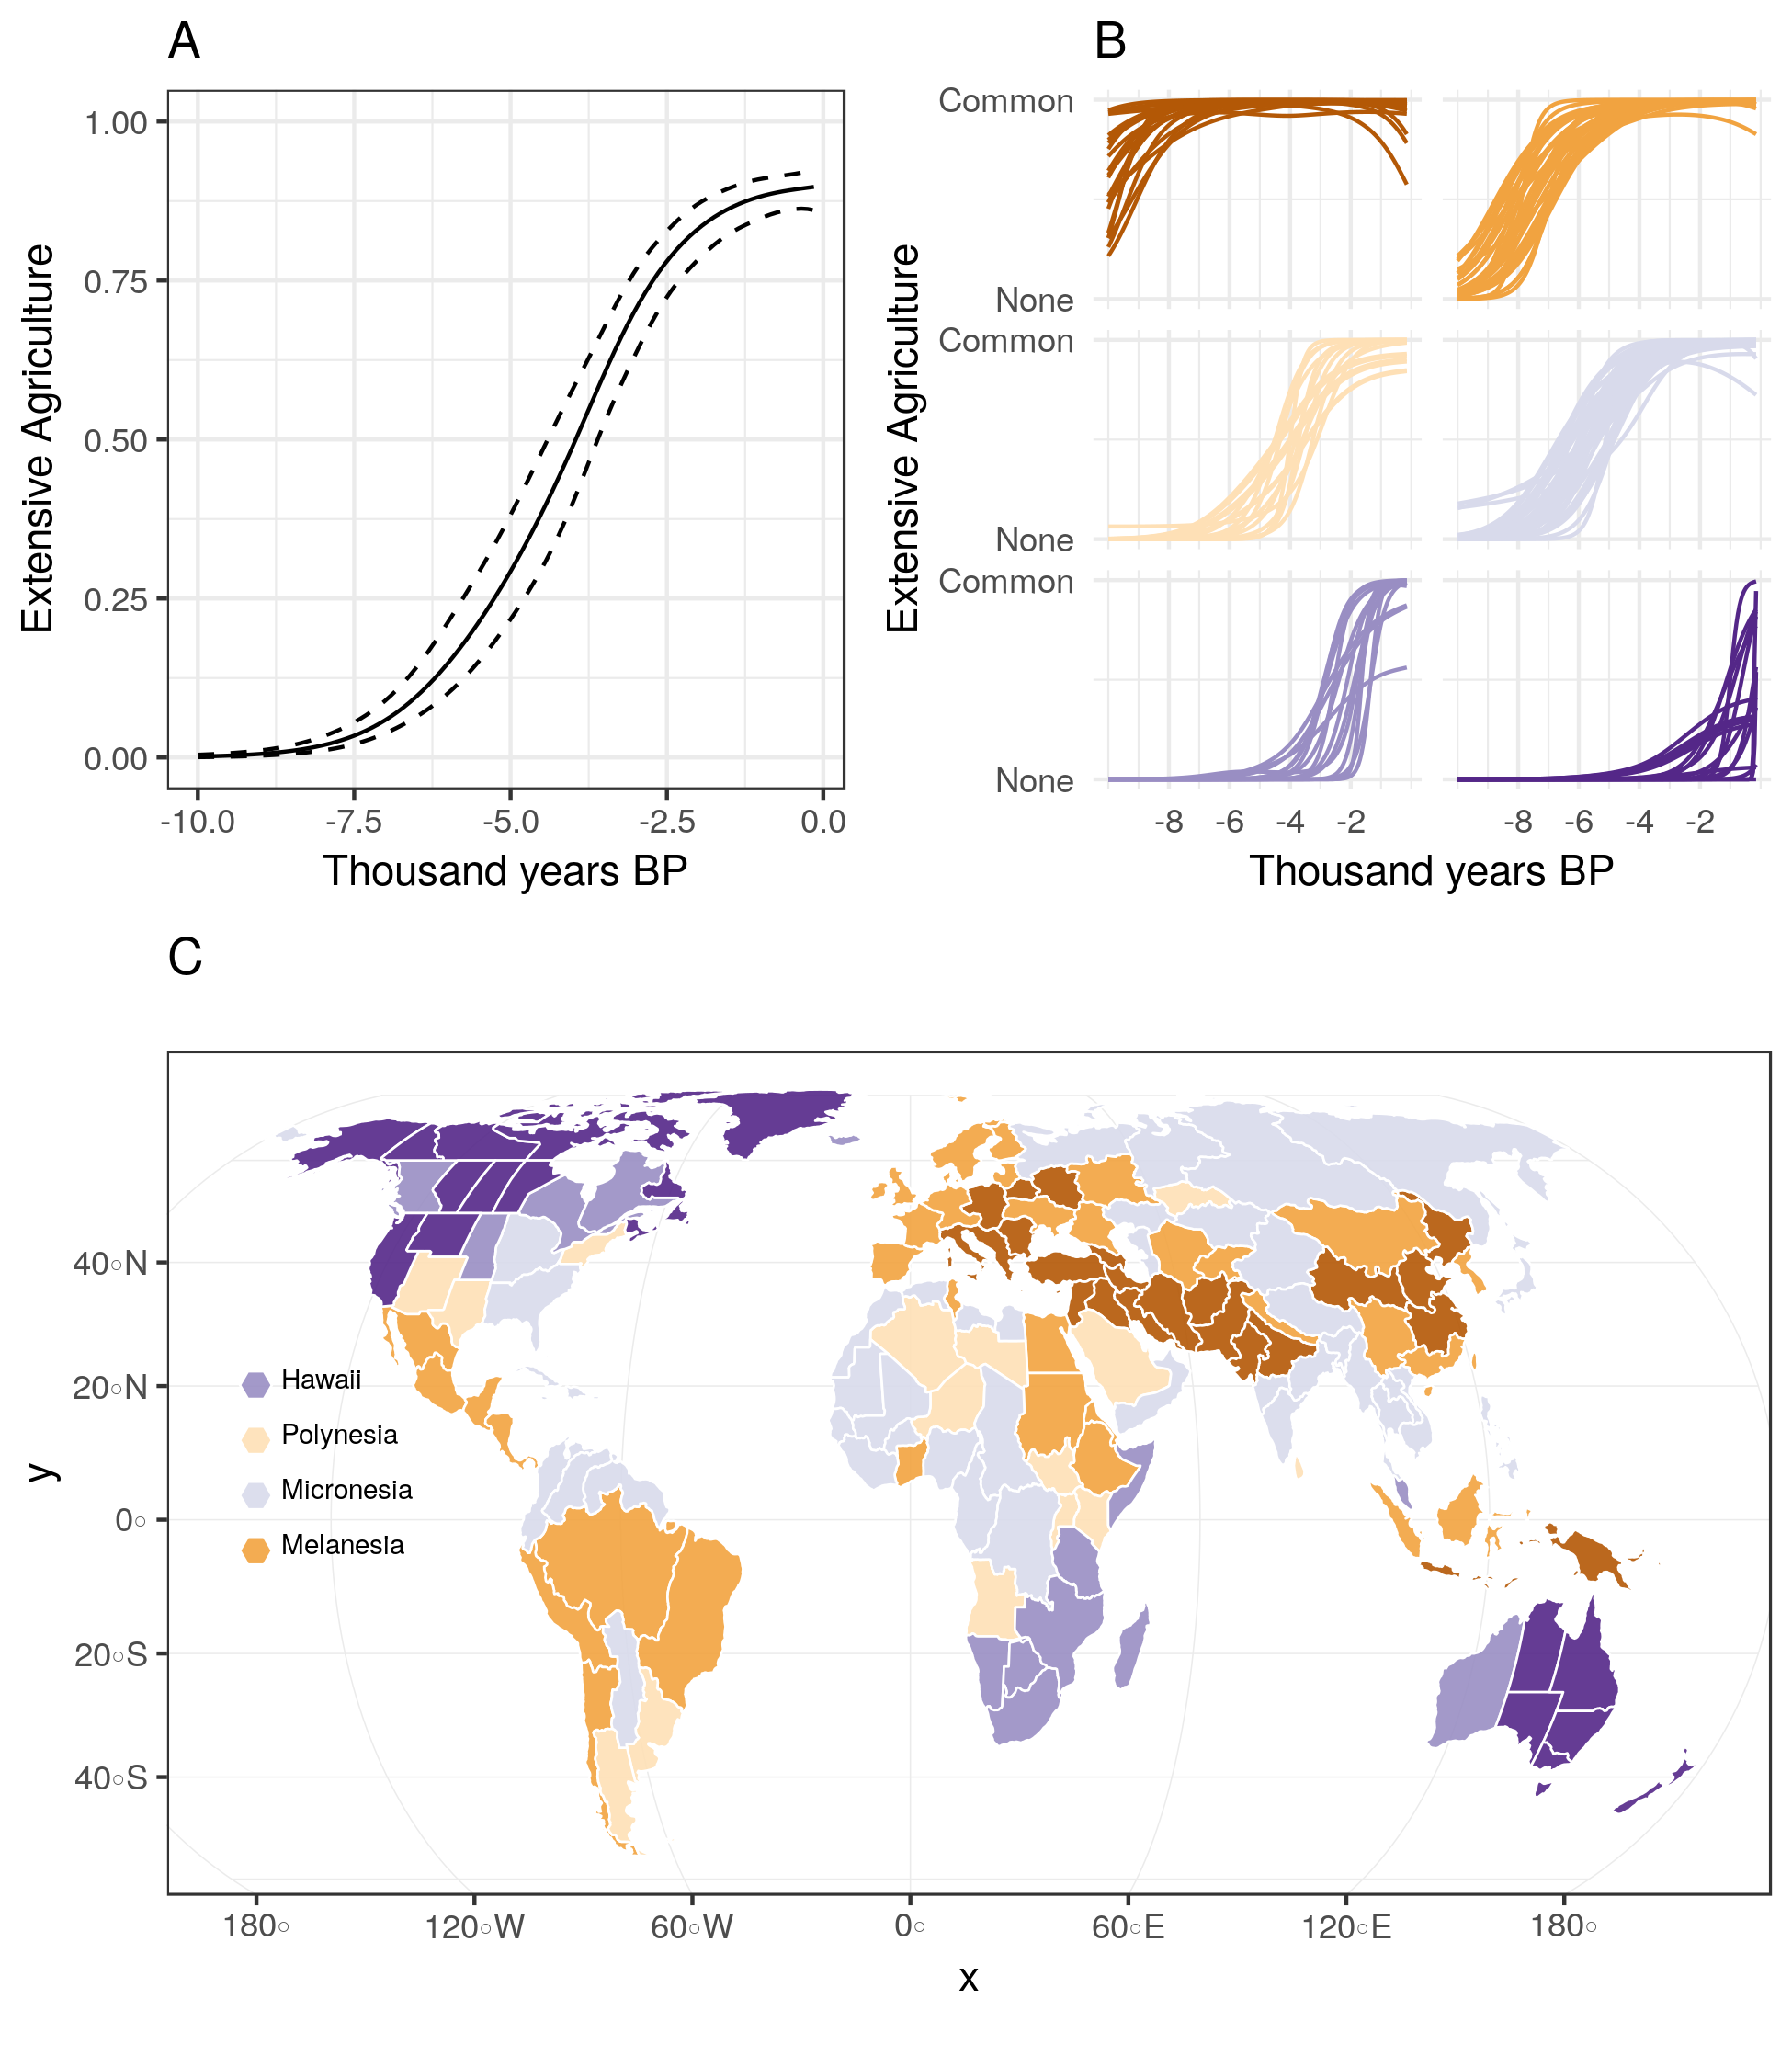 A
B
Extensive Agriculture
1.00
0.75
0.50
0.25
0.00
-10.0 -7.5 -5.0 -2.5 0.0
Thousand years BP
Extensive Agriculture
Common
None
Common
None
Common
None
-8 -6 -4 -2 -8 -6 -4 -2
Thousand years BP
C
y
40°N
20°N
0°
20°S
40°S
Hawaii
Polynesia
Micronesia
Melanesia
180° 120°W 60°W 0° 60°E 120°E 180°
x